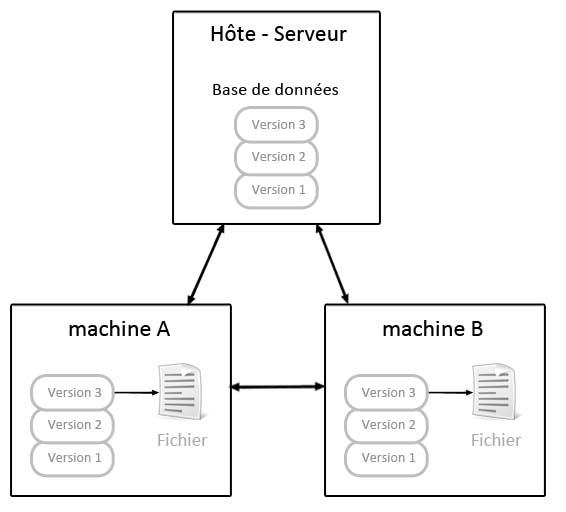 Hôte - Serveur
Base de données
Version 3
Version 2
Version 1
machine A
Version 3
Version 2
Version 1
Fichier
machine B
Version 3
Version 2
Version 1
Fichier